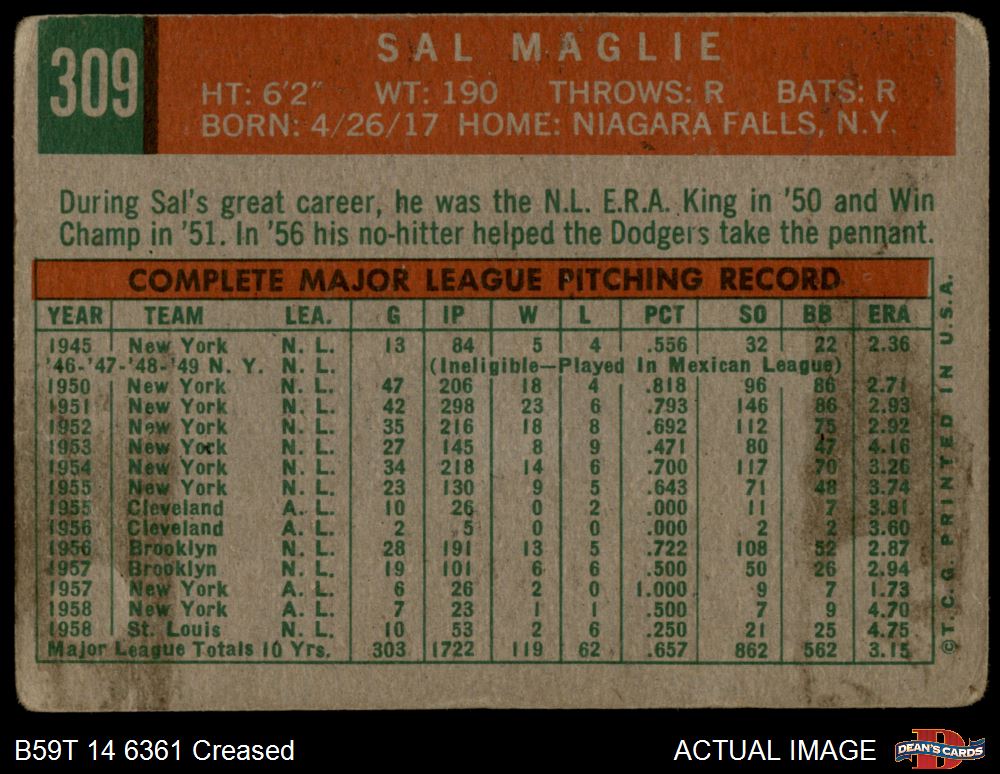 309
SAL MAGLIE
HT: 6'2" WT: 190 THROWS: R BATS: R
BORN: 4/26/17 HOME: NIAGARA FALLS, N.Y.
During Sal's great career, he was the N.L. E.R.A. King in '50 and Win
Champ in '51. In '56 his no-hitter helped the Dodgers take the pennant.
COMPLETE MAJOR LEAGUE PITCHING RECORD
YEAR TEAM LEA. G IP W L PCT SO BB ERA
1945 New York N. L. 13 84 5 4 .556 32 22 2.36
'46-'47-'48-'49 N. Y. N. L. (Ineligible—Played In Mexican League)
1950 New York N. L. 47 206 18 4 .818 96 86 2.71
1951 New York N. L. 42 298 23 6 .793 146 86 2.93
1952 New York N. L. 35 216 18 8 .692 112 75 2.92
1953 New York N. L. 27 145 8 9 .471 80 47 4.16
1954 New York N. L. 34 218 14 6 .700 117 70 3.26
1955 New York N. L. 23 130 9 5 .643 71 48 3.74
1955 Cleveland A. L. 10 26 0 2 .000 11 7 3.81
1956 Cleveland A. L. 2 5 0 0 .000 2 2 3.60
1956 Brooklyn N. L. 28 191 13 5 .722 108 52 2.87
1957 Brooklyn N. L. 19 101 6 6 .500 50 26 2.94
1957 New York A. L. 6 26 2 0 1.000 9 7 1.73
1958 New York A. L. 7 23 1 1 .500 7 9 4.70
1958 St. Louis N. L. 10 53 2 6 .250 21 25 4.75
Major League Totals 10 Yrs. 303 1722 119 62 .657 862 562 3.15
©T. C. G. PRINTED IN U.S.A.
B59T 14 6361 Creased
ACTUAL IMAGE
DEAN'S CARDS